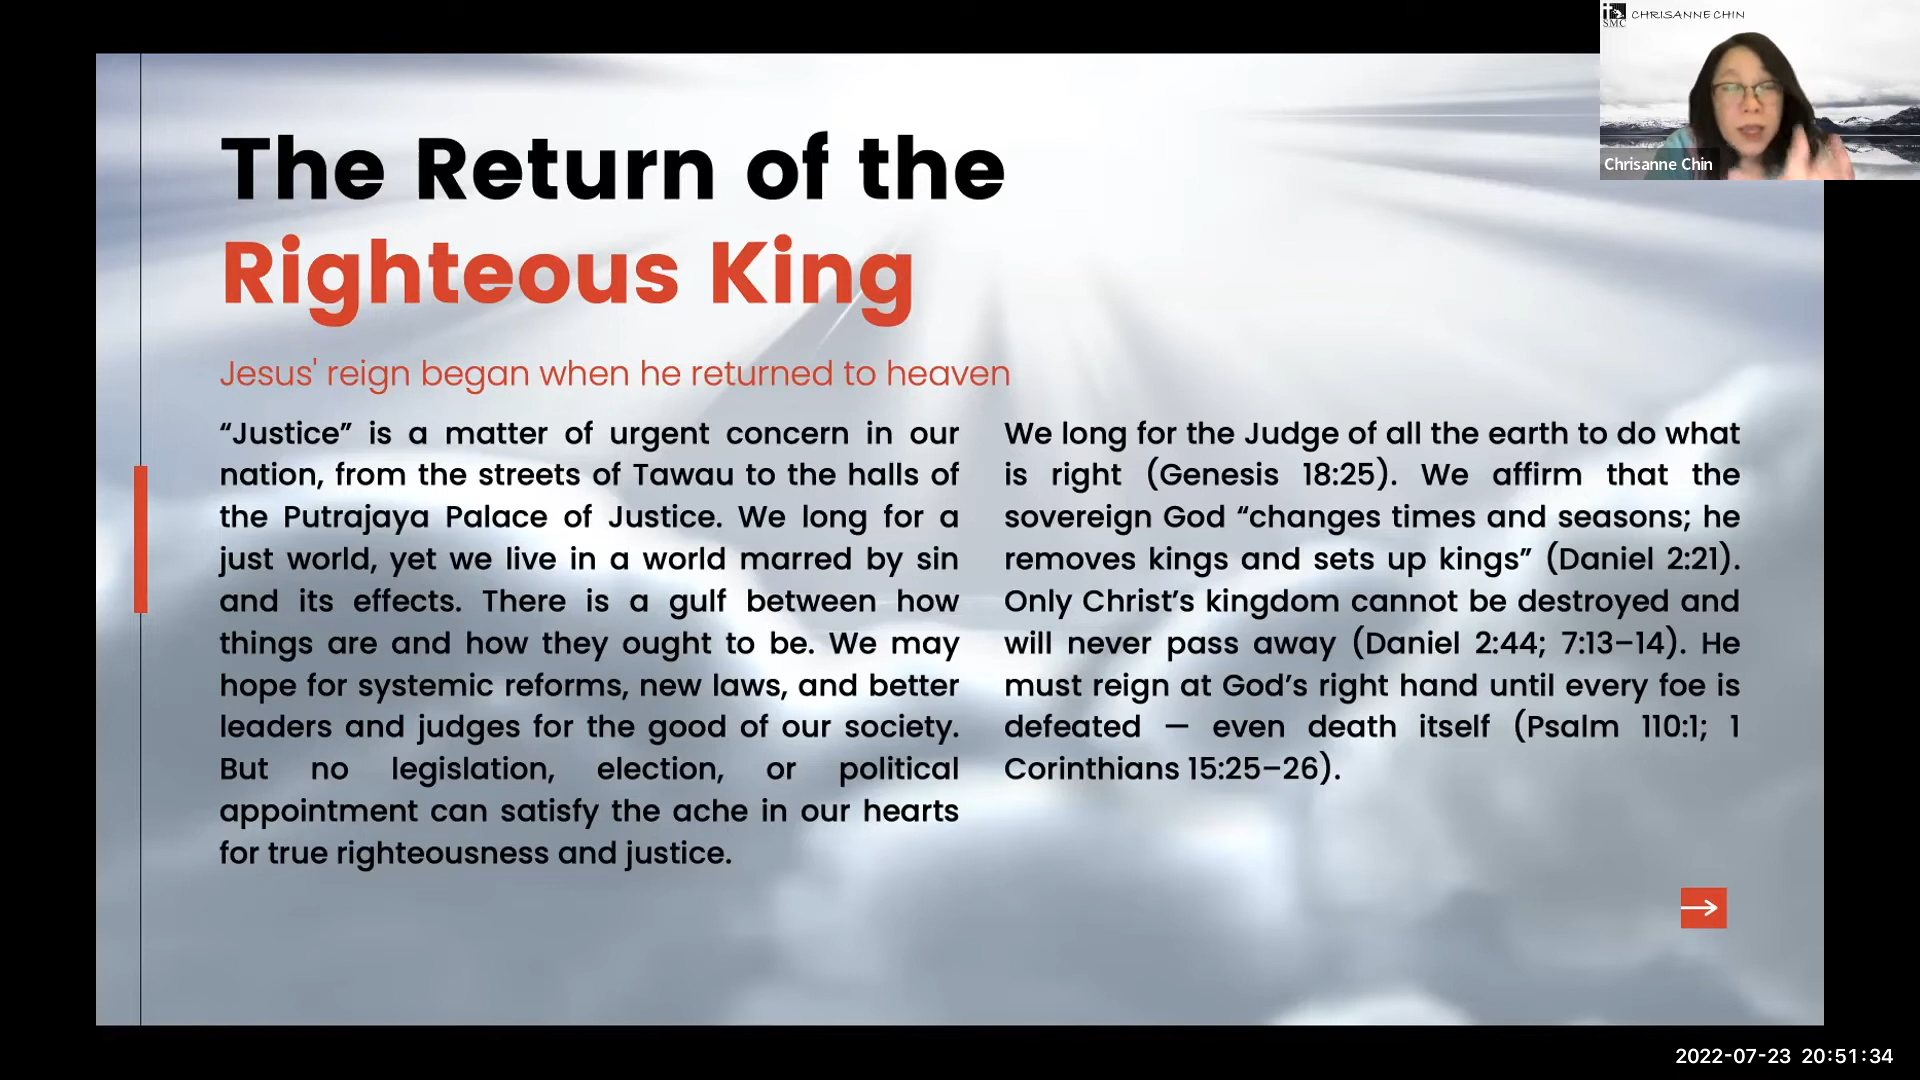 The Return of the
Righteous King
Jesus' reign began when he returned to heaven
“Justice” is a matter of urgent concern in our
nation, from the streets of Tawau to the halls of
the Putrajaya Palace of Justice. We long for a
just world, yet we live in a world marred by sin
and its effects. There is a gulf between how
things are and how they ought to be. We may
hope for systemic reforms, new laws, and better
leaders and judges for the good of our society.
But no legislation, election, or political
appointment can satisfy the ache in our hearts
for true righteousness and justice.
We long for the Judge of all the earth to do what
is right (Genesis 18:25). We affirm that the
sovereign God “changes times and seasons; he
removes kings and sets up kings” (Daniel 2:21).
Only Christ’s kingdom cannot be destroyed and
will never pass away (Daniel 2:44; 7:13–14). He
must reign at God’s right hand until every foe is
defeated — even death itself (Psalm 110:1; 1
Corinthians 15:25–26).
SMC
CHRISANNE CHIN
Chrisanne Chin
2022-07-23 20:51:34